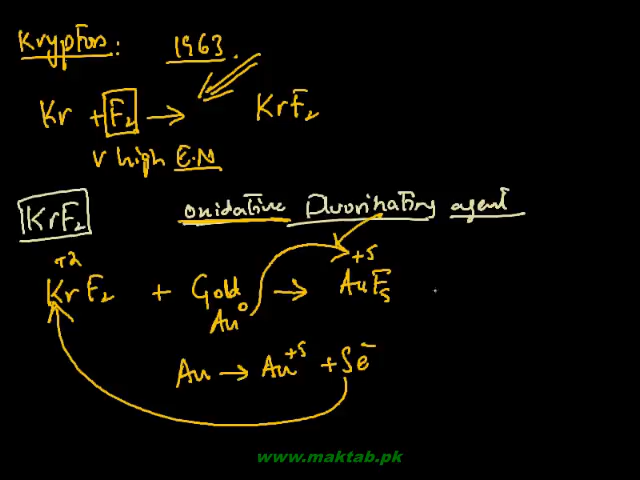 Krypton: 1963.
Kr + F₂ → KrF₂
v high E.N
KrF₂ oxidative Fluorinating agent
+2 +5
KrF₂ + Gold → AuF₅
Au⁰
Au → Au⁺⁵ + 5e⁻
www.maktab.pk